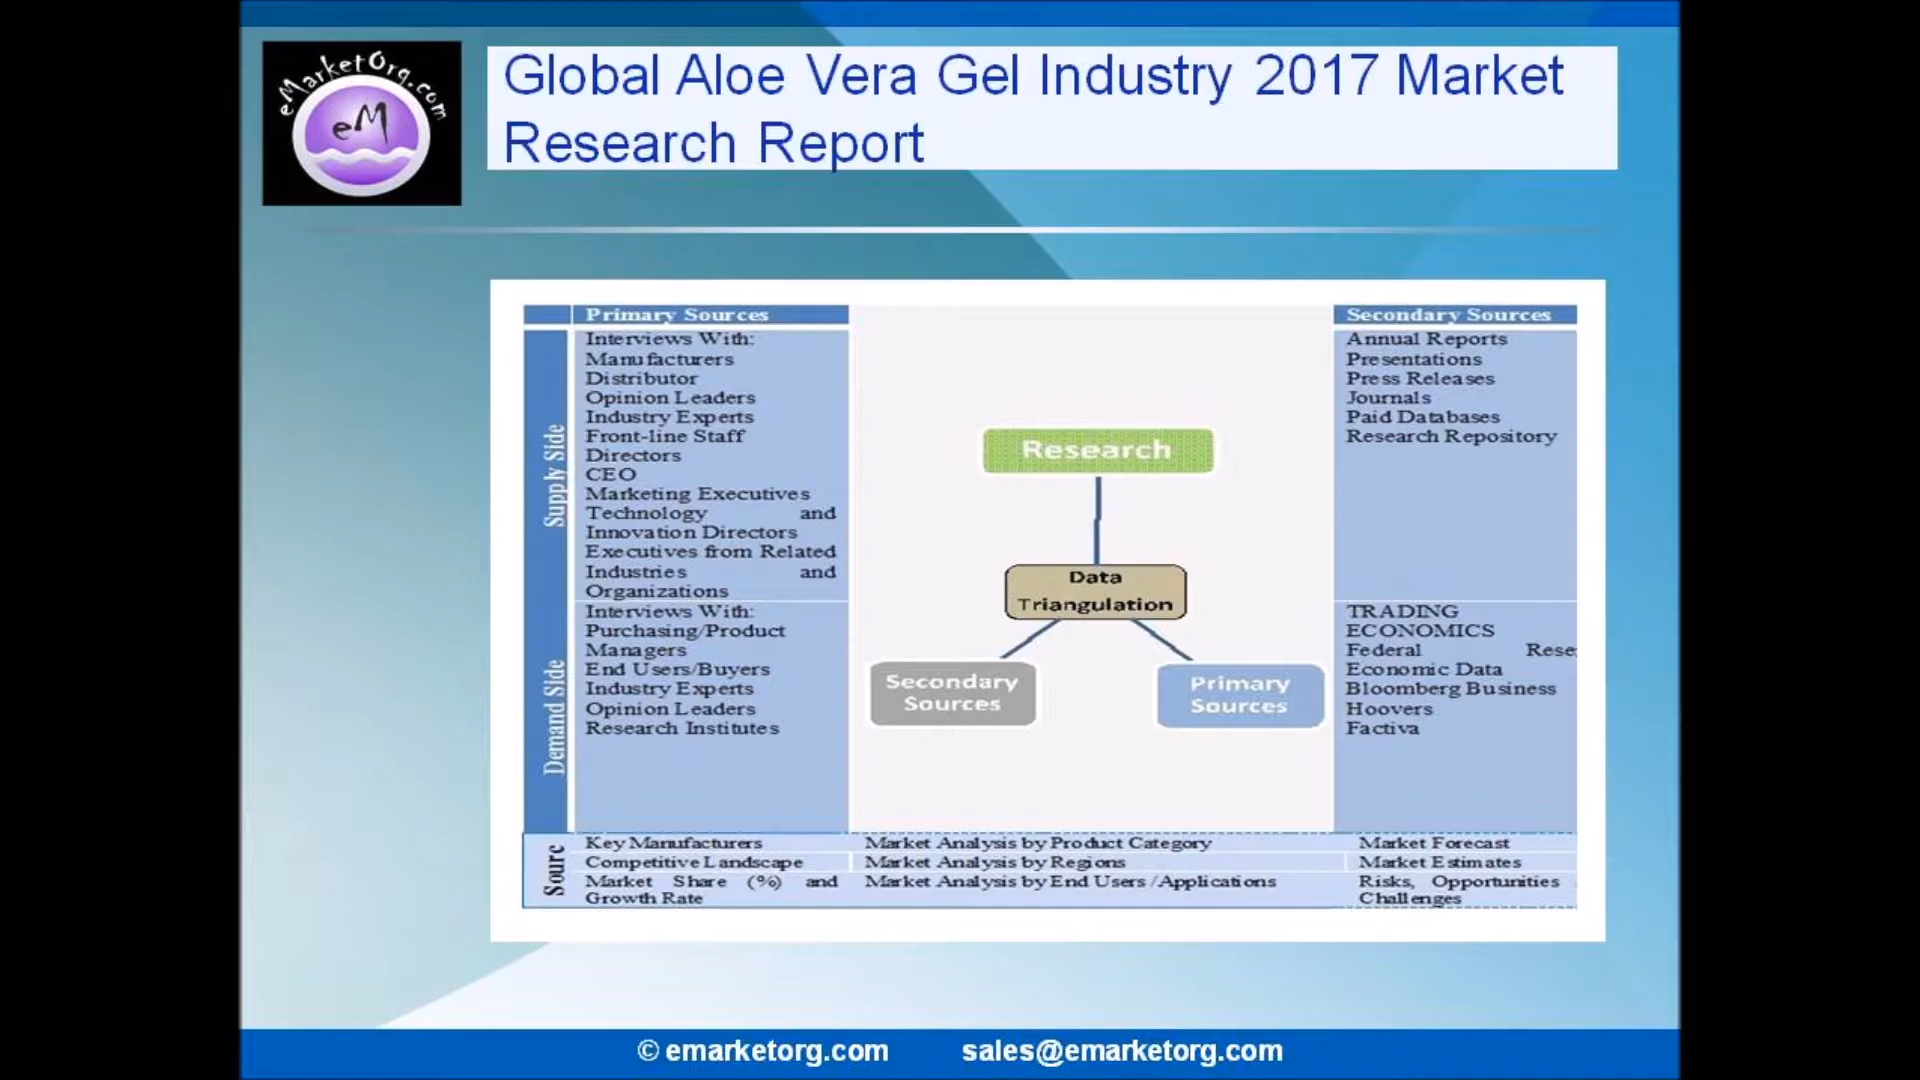 eMarketOrg.com
eM
Global Aloe Vera Gel Industry 2017 Market
Research Report
Primary Sources
Supply Side
Interviews With:
Manufacturers
Distributor
Opinion Leaders
Industry Experts
Front-line Staff
Directors
CEO
Marketing Executives
Technology and
Innovation Directors
Executives from Related
Industries and
Organizations
Demand Side
Interviews With:
Purchasing/Product
Managers
End Users/Buyers
Industry Experts
Opinion Leaders
Research Institutes
Research
Data
Triangulation
Secondary
Sources
Primary
Sources
Secondary Sources
Annual Reports
Presentations
Press Releases
Journals
Paid Databases
Research Repository
TRADING
ECONOMICS
Federal Rese
Economic Data
Bloomberg Business
Hoovers
Factiva
Sourc
Key Manufacturers
Competitive Landscape
Market Share (%) and
Growth Rate
Market Analysis by Product Category
Market Analysis by Regions
Market Analysis by End Users /Applications
Market Forecast
Market Estimates
Risks, Opportunities
Challenges
© emarketorg.com sales@emarketorg.com